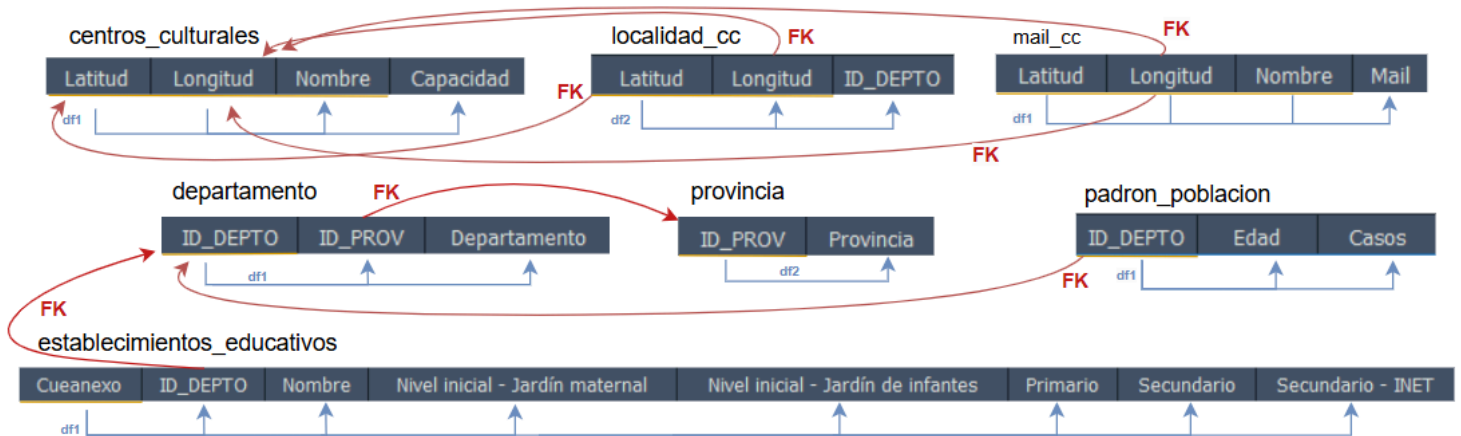 centros_culturales
localidad_cc
FK
mail_cc
FK
Latitud Longitud Nombre Capacidad
FK
Latitud Longitud ID_DEPTO
Latitud Longitud Nombre Mail
df1
df2
df1
FK
departamento
FK
provincia
padron_poblacion
ID_DEPTO ID_PROV Departamento
ID_PROV Provincia
ID_DEPTO Edad Casos
df1
df2
df1
FK
FK
establecimientos_educativos
Cueanexo ID_DEPTO Nombre Nivel inicial - Jardín maternal Nivel inicial - Jardín de infantes Primario Secundario Secundario - INET
df1